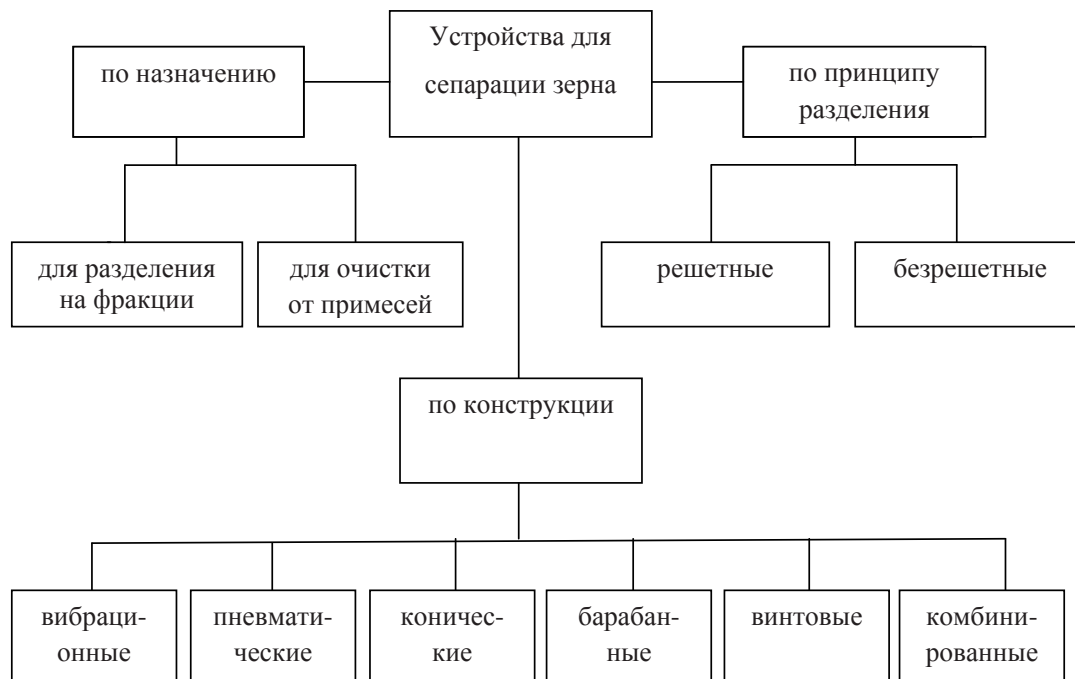 Устройства для
сепарации зерна
по назначению
по принципу
разделения
для разделения
на фракции
для очистки
от примесей
решетные
безрешетные
по конструкции
вибраци-
онные
пневмати-
ческие
коничес-
кие
барабан-
ные
винтовые
комбини-
рованные